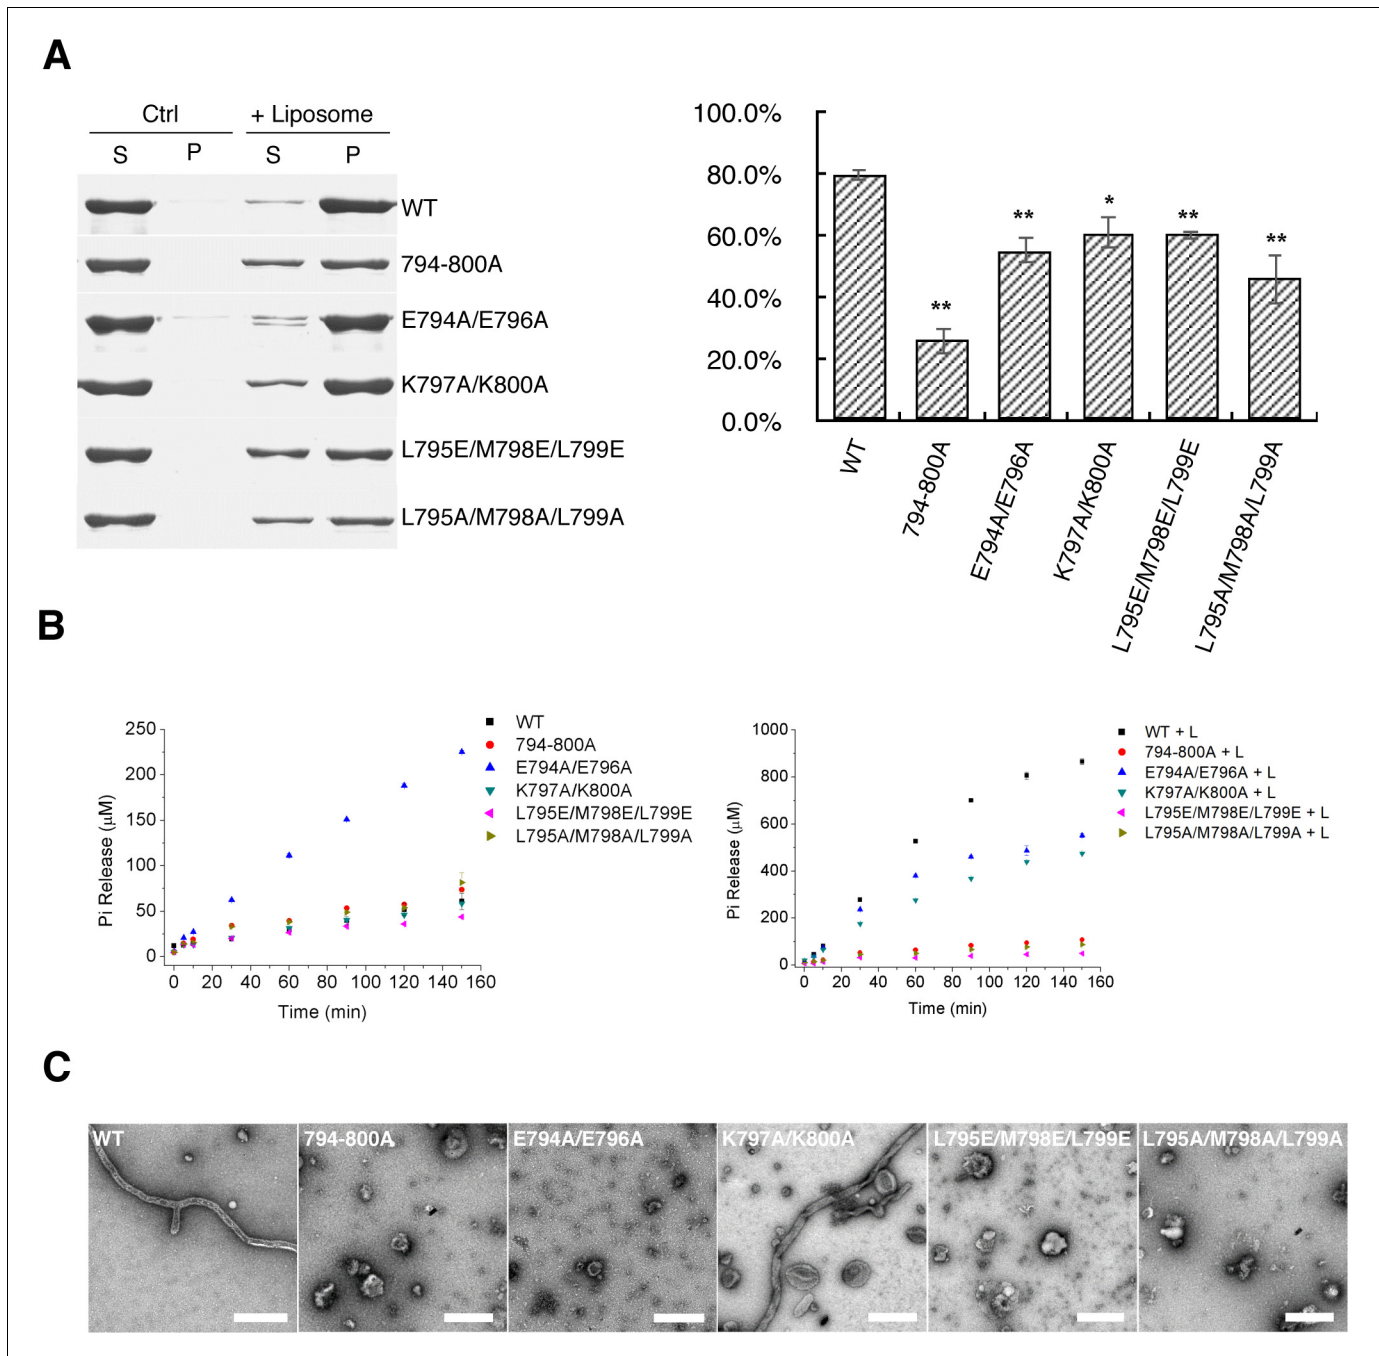 A
Ctrl + Liposome
S P S P
WT
794-800A
E794A/E796A
K797A/K800A
L795E/M798E/L799E
L795A/M798A/L799A
100.0%
80.0%
60.0%
40.0%
20.0%
0.0%
** ** * ** **
WT
794-800A
E794A/E796A
K797A/K800A
L795E/M798E/L799E
L795A/M798A/L799A
B
Pi Release (μM)
250
200
150
100
50
0
0 20 40 60 80 100 120 140 160
Time (min)
WT
794-800A
E794A/E796A
K797A/K800A
L795E/M798E/L799E
L795A/M798A/L799A
Pi Release (μM)
1000
800
600
400
200
0
0 20 40 60 80 100 120 140 160
Time (min)
WT + L
794-800A + L
E794A/E796A + L
K797A/K800A + L
L795E/M798E/L799E + L
L795A/M798A/L799A + L
C
WT
794-800A
E794A/E796A
K797A/K800A
L795E/M798E/L799E
L795A/M798A/L799A